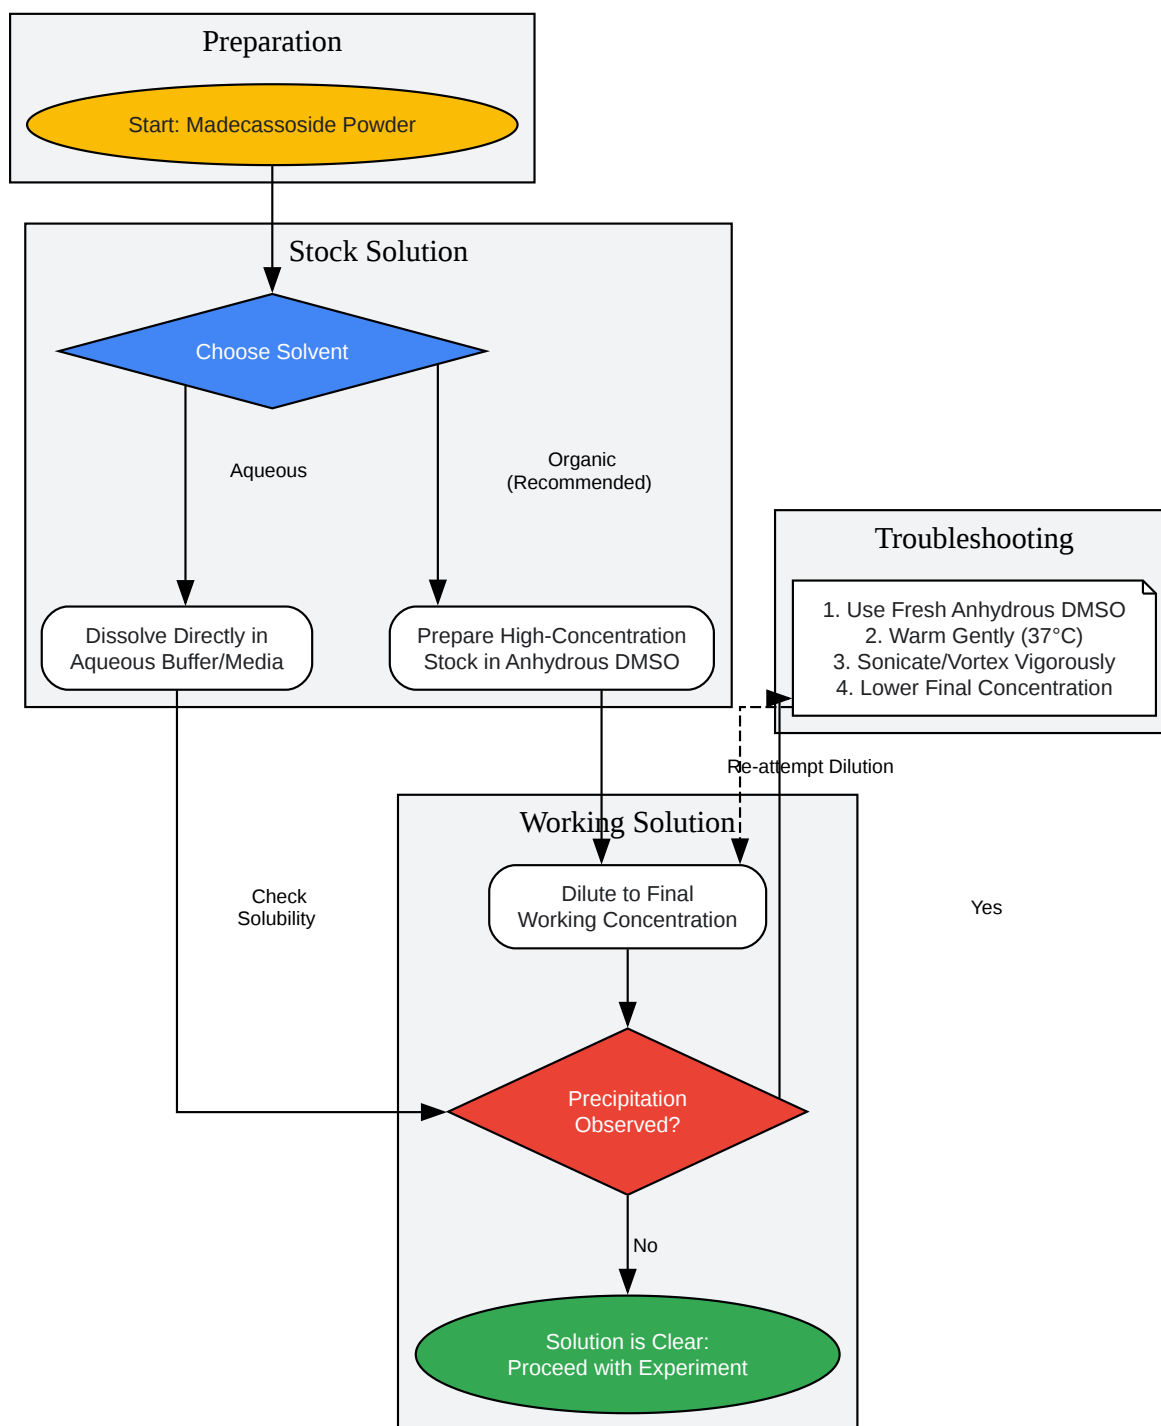 Preparation
Start: Madecassoside Powder
Stock Solution
Choose Solvent
Aqueous
Organic
(Recommended)
Dissolve Directly in
Aqueous Buffer/Media
Prepare High-Concentration
Stock in Anhydrous DMSO
Troubleshooting
1. Use Fresh Anhydrous DMSO
2. Warm Gently (37°C)
3. Sonicate/Vortex Vigorously
4. Lower Final Concentration
Re-attempt Dilution
Working Solution
Check
Solubility
Dilute to Final
Working Concentration
Yes
Precipitation
Observed?
No
Solution is Clear:
Proceed with Experiment